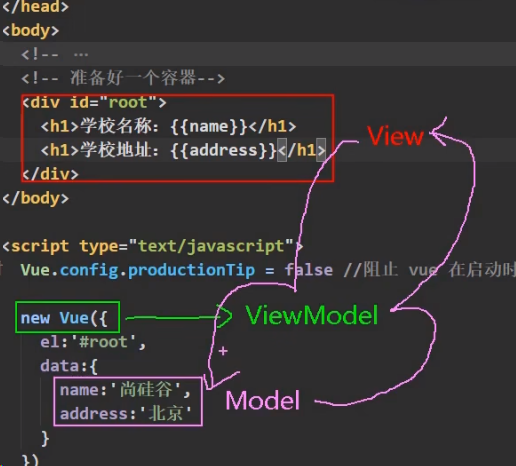 </head>
<body>
<!-- …
<!-- 准备好一个容器-->
<div id="root">
<h1>学校名称：{{name}}</h1>
<h1>学校地址：{{address}}</h1>
</div>
View
</body>
<script type="text/javascript">
Vue.config.productionTip = false //阻止 vue 在启动时
new Vue({
ViewModel
el:'#root',
data:{
name:'尚硅谷',
address:'北京'
Model
}
})